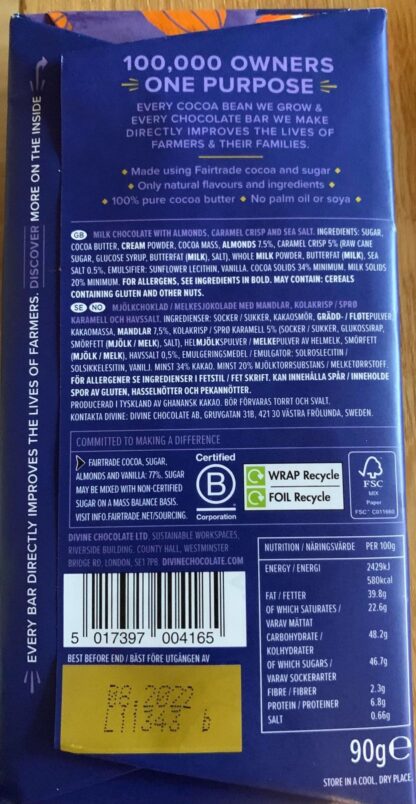 100,000 OWNERS
ONE PURPOSE
EVERY COCOA BEAN WE GROW &
EVERY CHOCOLATE BAR WE MAKE
DIRECTLY IMPROVES THE LIVES OF
FARMERS & THEIR FAMILIES.
Made using Fairtrade cocoa and sugar
Only natural flavours and ingredients
100% pure cocoa butter ◆ No palm oil or soya
EVERY BAR DIRECTLY IMPROVES THE LIVES OF FARMERS. DISCOVER MORE ON THE INSIDE
GB MILK CHOCOLATE WITH ALMONDS, CARAMEL CRISP AND SEA SALT. INGREDIENTS: SUGAR,
COCOA BUTTER, CREAM POWDER, COCOA MASS, ALMONDS 7.5%, CARAMEL CRISP 5% (RAW CANE
SUGAR, GLUCOSE SYRUP, BUTTERFAT (MILK), SALT), WHOLE MILK POWDER, BUTTERFAT (MILK), SEA
SALT 0.5%, EMULSIFIER: SUNFLOWER LECITHIN, VANILLA. COCOA SOLIDS 34% MINIMUM. MILK SOLIDS
20% MINIMUM. FOR ALLERGENS, SEE INGREDIENTS IN BOLD. MAY CONTAIN: CEREALS
CONTAINING GLUTEN AND OTHER NUTS.
SE NO MJÖLKCHOKLAD / MELKESJOKOLADE MED MANDLAR, KOLAKRISP / SPRØ
KARAMELL OCH HAVSSALT. INGREDIENSER: SOCKER / SUKKER, KAKAOSMÖR, GRÄDD- / FLØTEPULVER
KAKAOMASSA, MANDLAR 7,5%, KOLAKRISP / SPRØ KARAMELL 5% (SOCKER / SUKKER, GLUKOSSIRAP,
SMÖRFETT (MJÖLK / MELK), SALT), HELMJÖLKSPULVER / MELKEPULVER AV HELMELK, SMÖRFETT
(MJÖLK / MELK), HAVSSALT 0,5%, EMULGERINGSMEDEL / EMULGATOR: SOLROSLECITIN /
SOLSIKKELESITIN, VANILJ. MINST 34% KAKAO. MINST 20% MJÖLKTORRSUBSTANS / MELKETØRRSTOFF.
FÖR ALLERGENER SE INGREDIENSER I FETSTIL / FET SKRIFT. KAN INNEHÅLLA SPÅR / INNEHOLDE
SPOR AV GLUTEN, HASSELNÖTTER OCH PEKANNÖTTER.
PRODUCERAD I TYSKLAND AV GHANANSK KAKAO. BÖR FÖRVARAS TORRT OCH SVALT.
KONTAKTA DIVINE: DIVINE CHOCOLATE AB, GRUVGATAN 31B, 421 30 VÄSTRA FRÖLUNDA, SWEDEN.
COMMITTED TO MAKING A DIFFERENCE
FAIRTRADE COCOA, SUGAR,
ALMONDS AND VANILLA: 77%. SUGAR
MAY BE MIXED WITH NON-CERTIFIED
SUGAR ON A MASS BALANCE BASIS.
VISIT INFO.FAIRTRADE.NET/SOURCING.
Certified
B
Corporation
WRAP Recycle
FOIL Recycle
FSC
MIX
Paper
FSC™ C011660
DIVINE CHOCOLATE LTD, SUSTAINABLE WORKSPACES,
RIVERSIDE BUILDING, COUNTY HALL, WESTMINSTER
BRIDGE RD, LONDON, SE1 7PB. DIVINECHOCOLATE.COM
5 017397 004165
BEST BEFORE END / BÄST FÖRE UTGÅNGEN AV
08.2022
L11343 6
NUTRITION / NÄRINGSVÄRDE PER 100g
ENERGY / ENERGI 2429kJ
580kcal
FAT / FETTER 39.8g
OF WHICH SATURATES / 22.6g
VARAV MÄTTAT
CARBOHYDRATE / 48.2g
KOLHYDRATER
OF WHICH SUGARS / 46.7g
VARAV SOCKERARTER
FIBRE / FIBRER 2.3g
PROTEIN / PROTEINER 6.8g
SALT 0.66g
90g℮
STORE IN A COOL, DRY PLACE